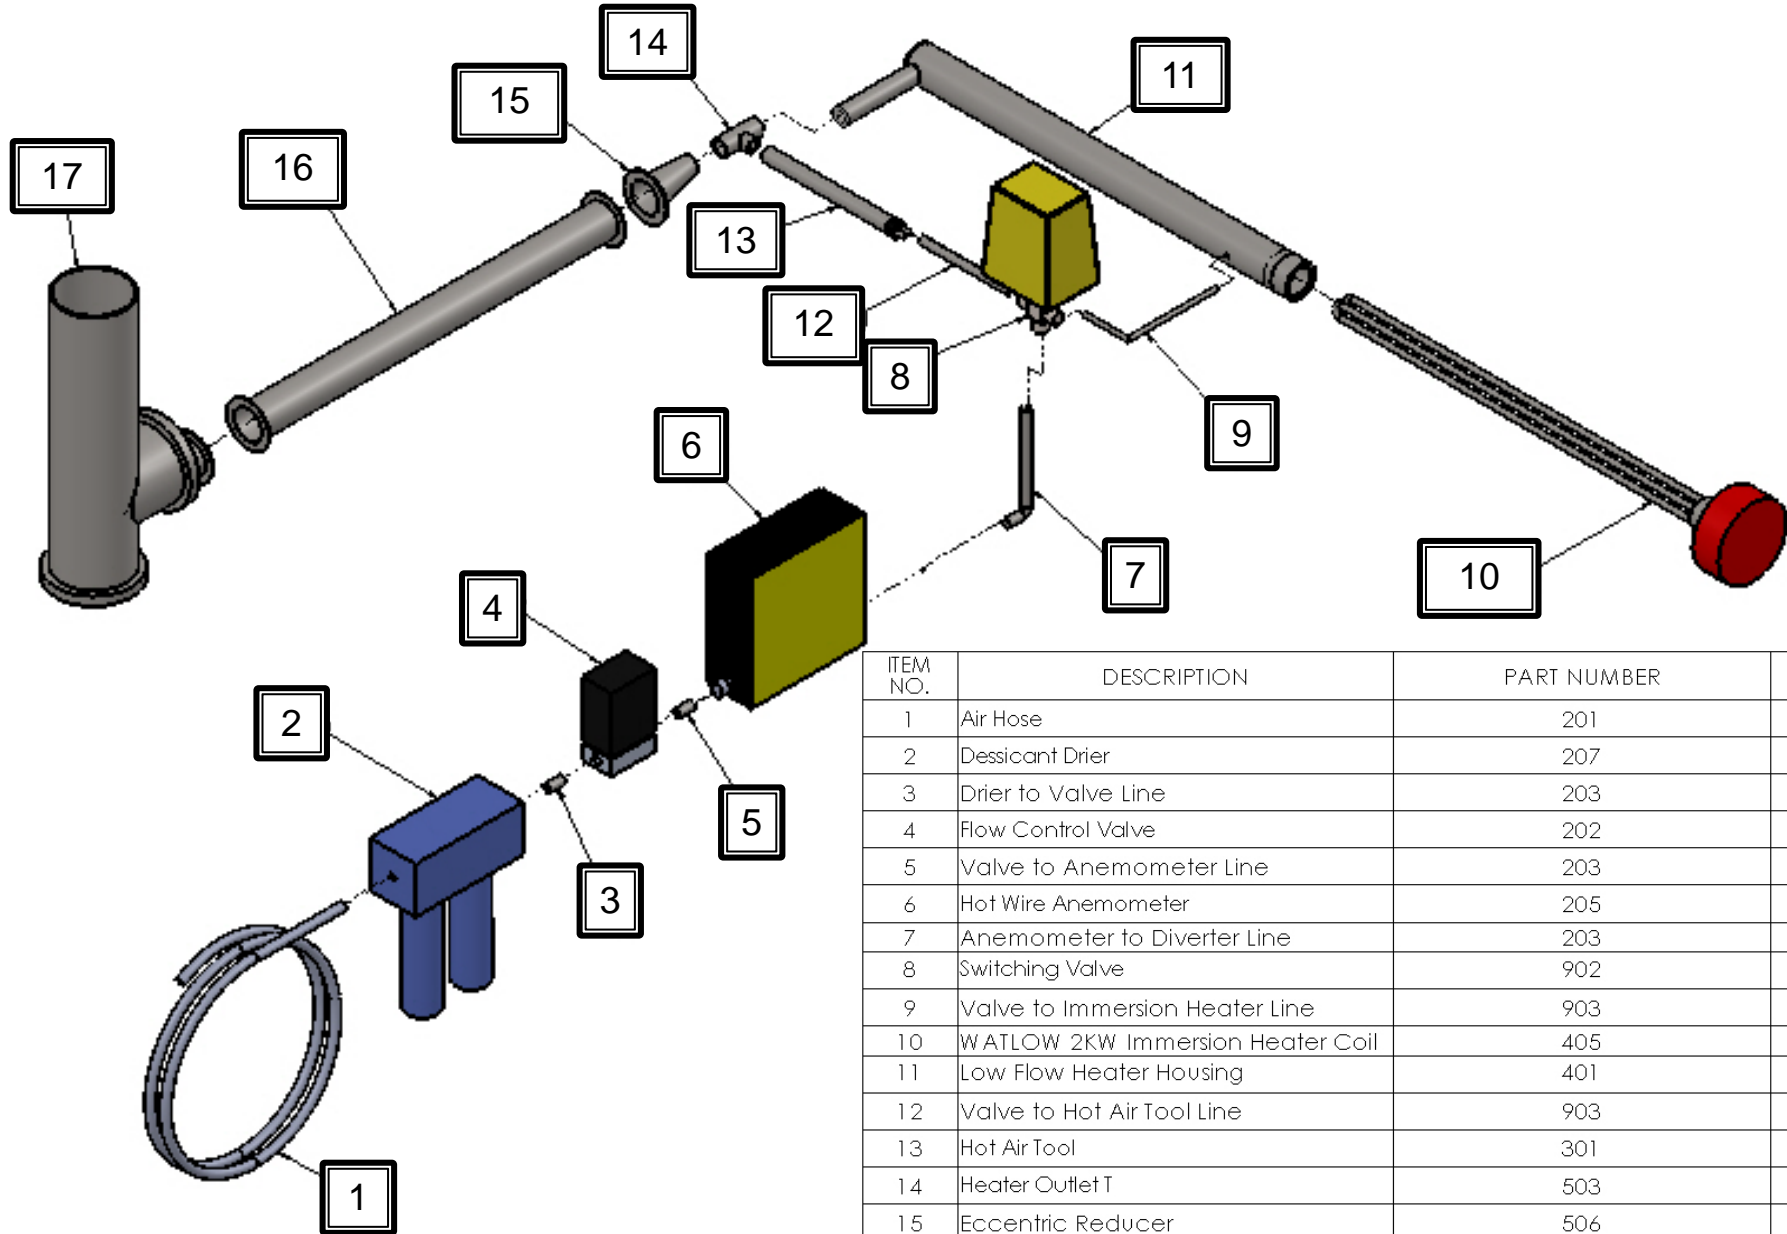 14
11
15
16
17
13
12
8
9
6
10
7
4
2
5
3
1
ITEM NO. DESCRIPTION PART NUMBER
1 Air Hose 201
2 Dessicant Drier 207
3 Drier to Valve Line 203
4 Flow Control Valve 202
5 Valve to Anemometer Line 203
6 Hot Wire Anemometer 205
7 Anemometer to Diverter Line 203
8 Switching Valve 902
9 Valve to Immersion Heater Line 903
10 WATLOW 2KW Immersion Heater Coil 405
11 Low Flow Heater Housing 401
12 Valve to Hot Air Tool Line 903
13 Hot Air Tool 301
14 Heater Outlet T 503
15 Eccentric Reducer 506